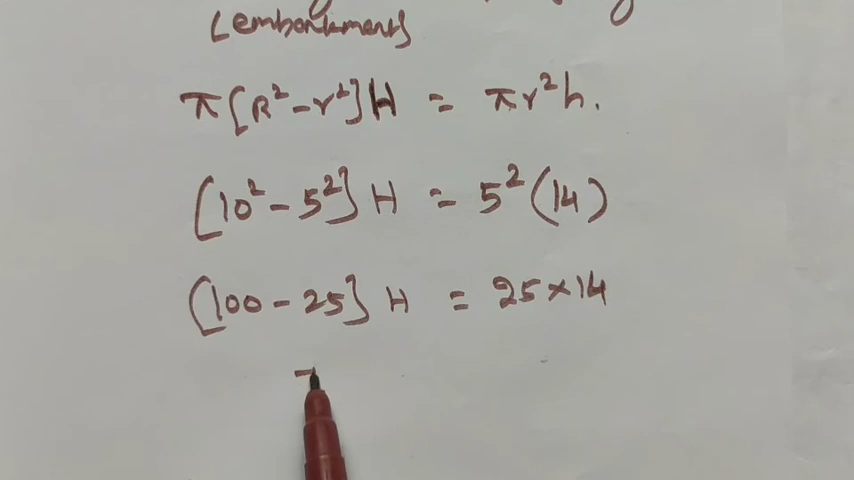 (embankment)
π[R² - r²]H = πr²h.
[10² - 5²] H = 5² (14)
[100 - 25] H = 25 × 14